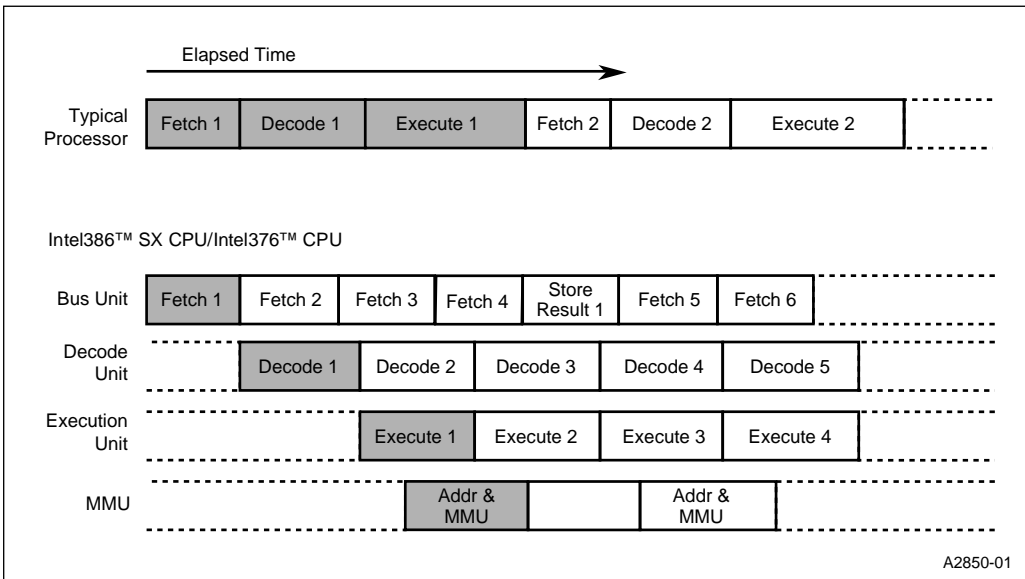 Elapsed Time
Typical
Processor
Fetch 1 Decode 1 Execute 1 Fetch 2 Decode 2 Execute 2
Intel386™ SX CPU/Intel376™ CPU
Bus Unit
Fetch 1 Fetch 2 Fetch 3 Fetch 4 Store
Result 1 Fetch 5 Fetch 6
Decode
Unit
Decode 1 Decode 2 Decode 3 Decode 4 Decode 5
Execution
Unit
Execute 1 Execute 2 Execute 3 Execute 4
MMU
Addr &
MMU
Addr &
MMU
A2850-01